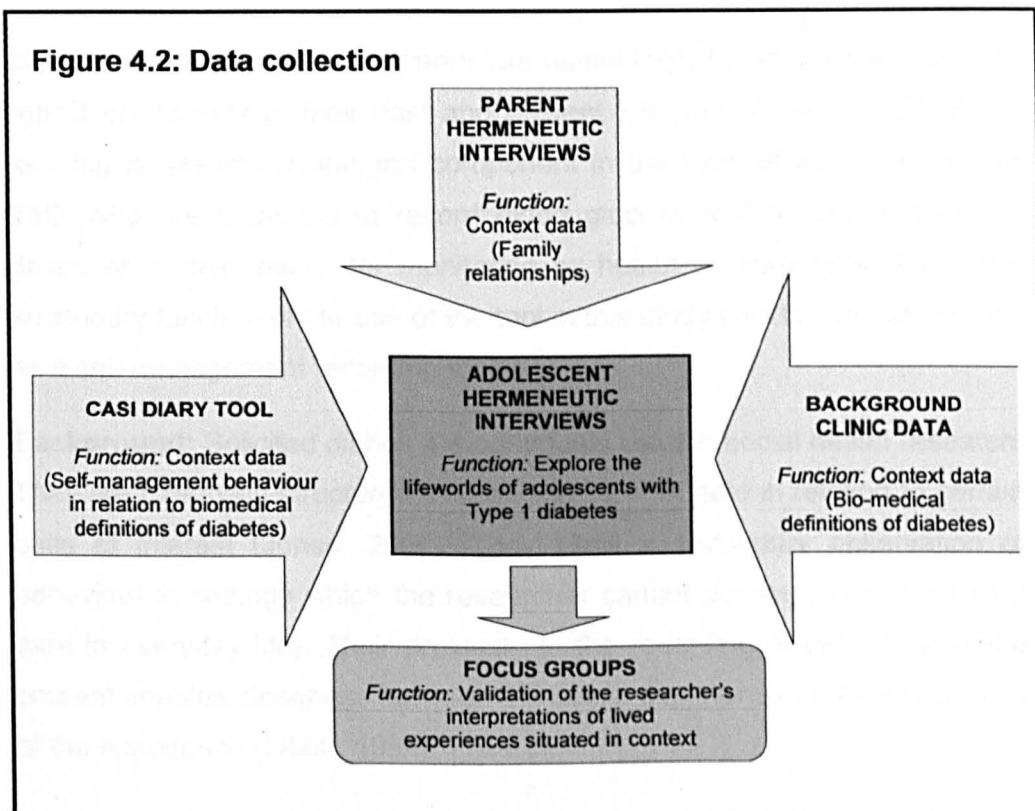 Figure 4.2: Data collection
PARENT
HERMENEUTIC
INTERVIEWS
Function:
Context data
(Family
relationships)
CASI DIARY TOOL
Function: Context data
(Self-management behaviour
in relation to biomedical
definitions of diabetes)
ADOLESCENT
HERMENEUTIC
INTERVIEWS
Function: Explore the
lifeworlds of adolescents with
Type 1 diabetes
BACKGROUND
CLINIC DATA
Function: Context data
(Bio-medical
definitions of diabetes)
FOCUS GROUPS
Function: Validation of the researcher's
interpretations of lived
experiences situated in context